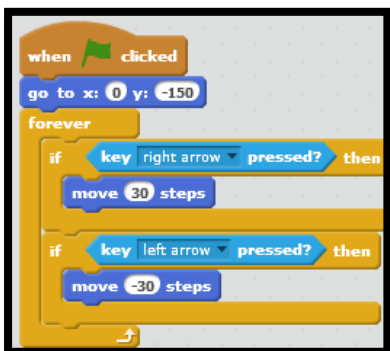 when clicked
go to x: 0 y: -150
forever
if key right arrow pressed? then
move 30 steps
if key left arrow pressed? then
move -30 steps